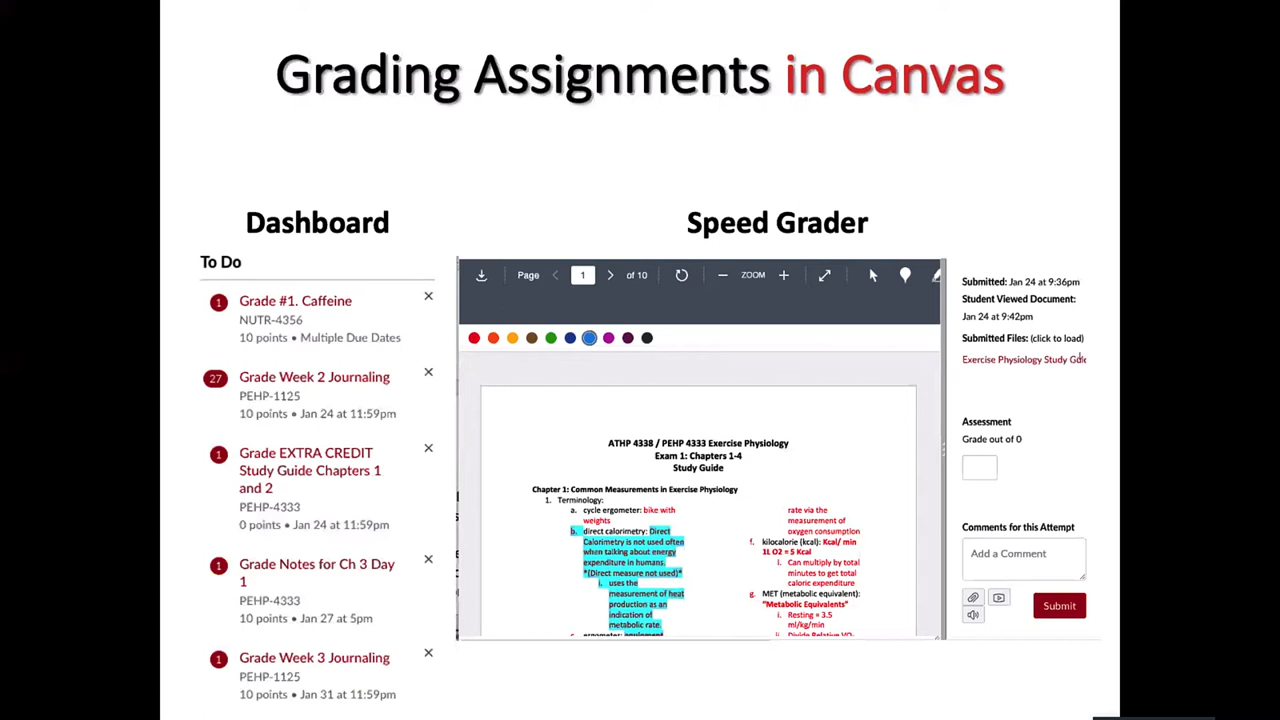 Grading Assignments in Canvas
Dashboard
To Do
1
Grade #1. Caffeine
NUTR-4356
10 points • Multiple Due Dates
27
Grade Week 2 Journaling
PEHP-1125
10 points • Jan 24 at 11:59pm
1
Grade EXTRA CREDIT
Study Guide Chapters 1
and 2
PEHP-4333
0 points • Jan 24 at 11:59pm
1
Grade Notes for Ch 3 Day
1
PEHP-4333
10 points • Jan 27 at 5pm
1
Grade Week 3 Journaling
PEHP-1125
10 points • Jan 31 at 11:59pm
Speed Grader
Page 1 of 10 ZOOM
ATHP 4338 / PEHP 4333 Exercise Physiology
Exam 1: Chapters 1-4
Study Guide
Chapter 1: Common Measurements in Exercise Physiology
1. Terminology:
a. cycle ergometer: bike with
weights
b. direct calorimetry: Direct
Calorimetry is not used often
when talking about energy
expenditure in humans.
*(Direct measure not used)*
i. uses the
measurement of heat
production as an
indication of
metabolic rate.
c. ergometer: equipment
rate via the
measurement of
oxygen consumption
f. kilocalorie (kcal): Kcal/ min
1L O2 = 5 Kcal
i. Can multiply by total
minutes to get total
caloric expenditure
g. MET (metabolic equivalent):
"Metabolic Equivalents"
i. Resting = 3.5
ml/kg/min
ii. Divide Relative VO
Submitted: Jan 24 at 9:36pm
Student Viewed Document:
Jan 24 at 9:42pm
Submitted Files: (click to load)
Exercise Physiology Study
Assessment
Grade out of 0
Comments for this Attempt
Add a Comment
Submit